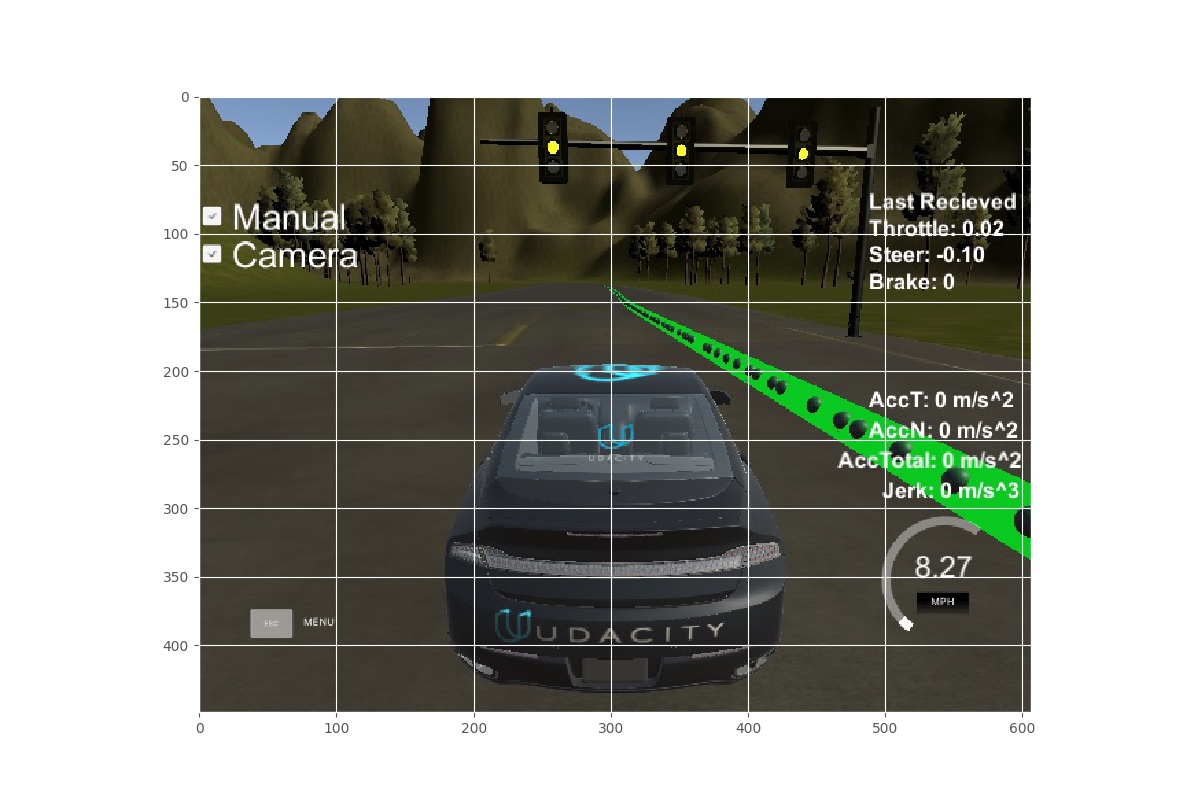 0
50
100
150
200
250
300
350
400
0
100
200
300
400
500
600
Manual
Camera
Last Recieved
Throttle: 0.02
Steer: -0.10
Brake: 0
AccT: 0 m/s^2
AccN: 0 m/s^2
AccTotal: 0 m/s^2
Jerk: 0 m/s^3
8.27
MPH
UDACITY
ESC
MENU
UDACITY